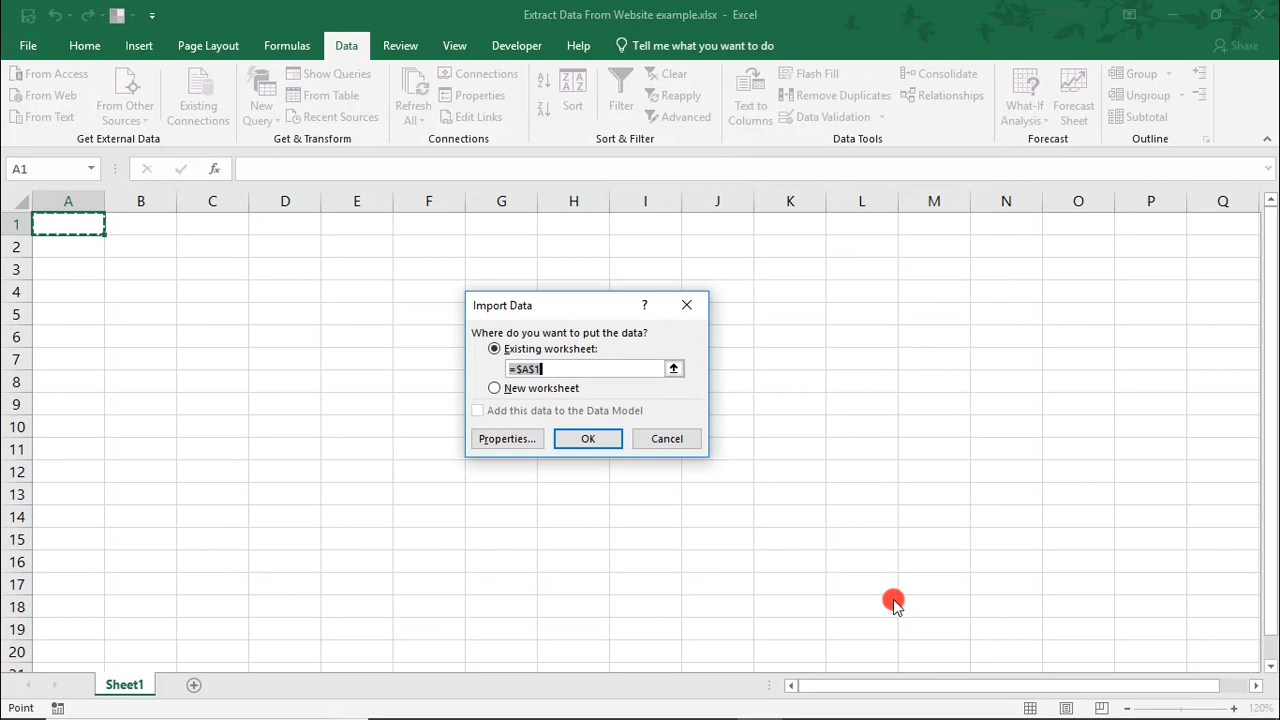 Extract Data From Website example.xlsx - Excel
File Home Insert Page Layout Formulas Data Review View Developer Help Tell me what you want to do Share
From Access
From Web
From Text
From Other Sources
Existing Connections
Get External Data
New Query
Show Queries
From Table
Recent Sources
Get & Transform
Refresh All
Connections
Properties
Edit Links
Connections
Sort
Filter
Clear
Reapply
Advanced
Sort & Filter
Text to Columns
Flash Fill
Remove Duplicates
Data Validation
Consolidate
Relationships
Data Tools
What-If Analysis
Forecast Sheet
Forecast
Group
Ungroup
Subtotal
Outline
A1 fx
A B C D E F G H I J K L M N O P Q
1
2
3
4
5
6
7
8
9
10
11
12
13
14
15
16
17
18
19
20
21
Import Data ?
Where do you want to put the data?
Existing worksheet:
=$A$1
New worksheet
Add this data to the Data Model
Properties... OK Cancel
Sheet1
Point 120%